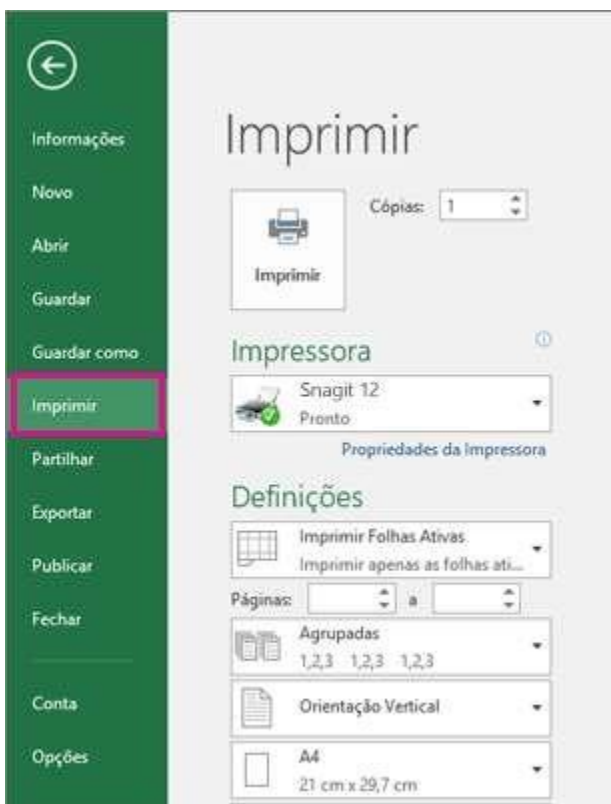 Informações
Novo
Abrir
Guardar
Guardar como
Imprimir
Partilhar
Exportar
Publicar
Fechar
Conta
Opções
Imprimir
Cópias: 1
Imprimir
Impressora
Snagit 12
Pronto
Propriedades da Impressora
Definições
Imprimir Folhas Ativas
Imprimir apenas as folhas ati...
Páginas: a
Agrupadas
1,2,3 1,2,3 1,2,3
Orientação Vertical
A4
21 cm x 29,7 cm